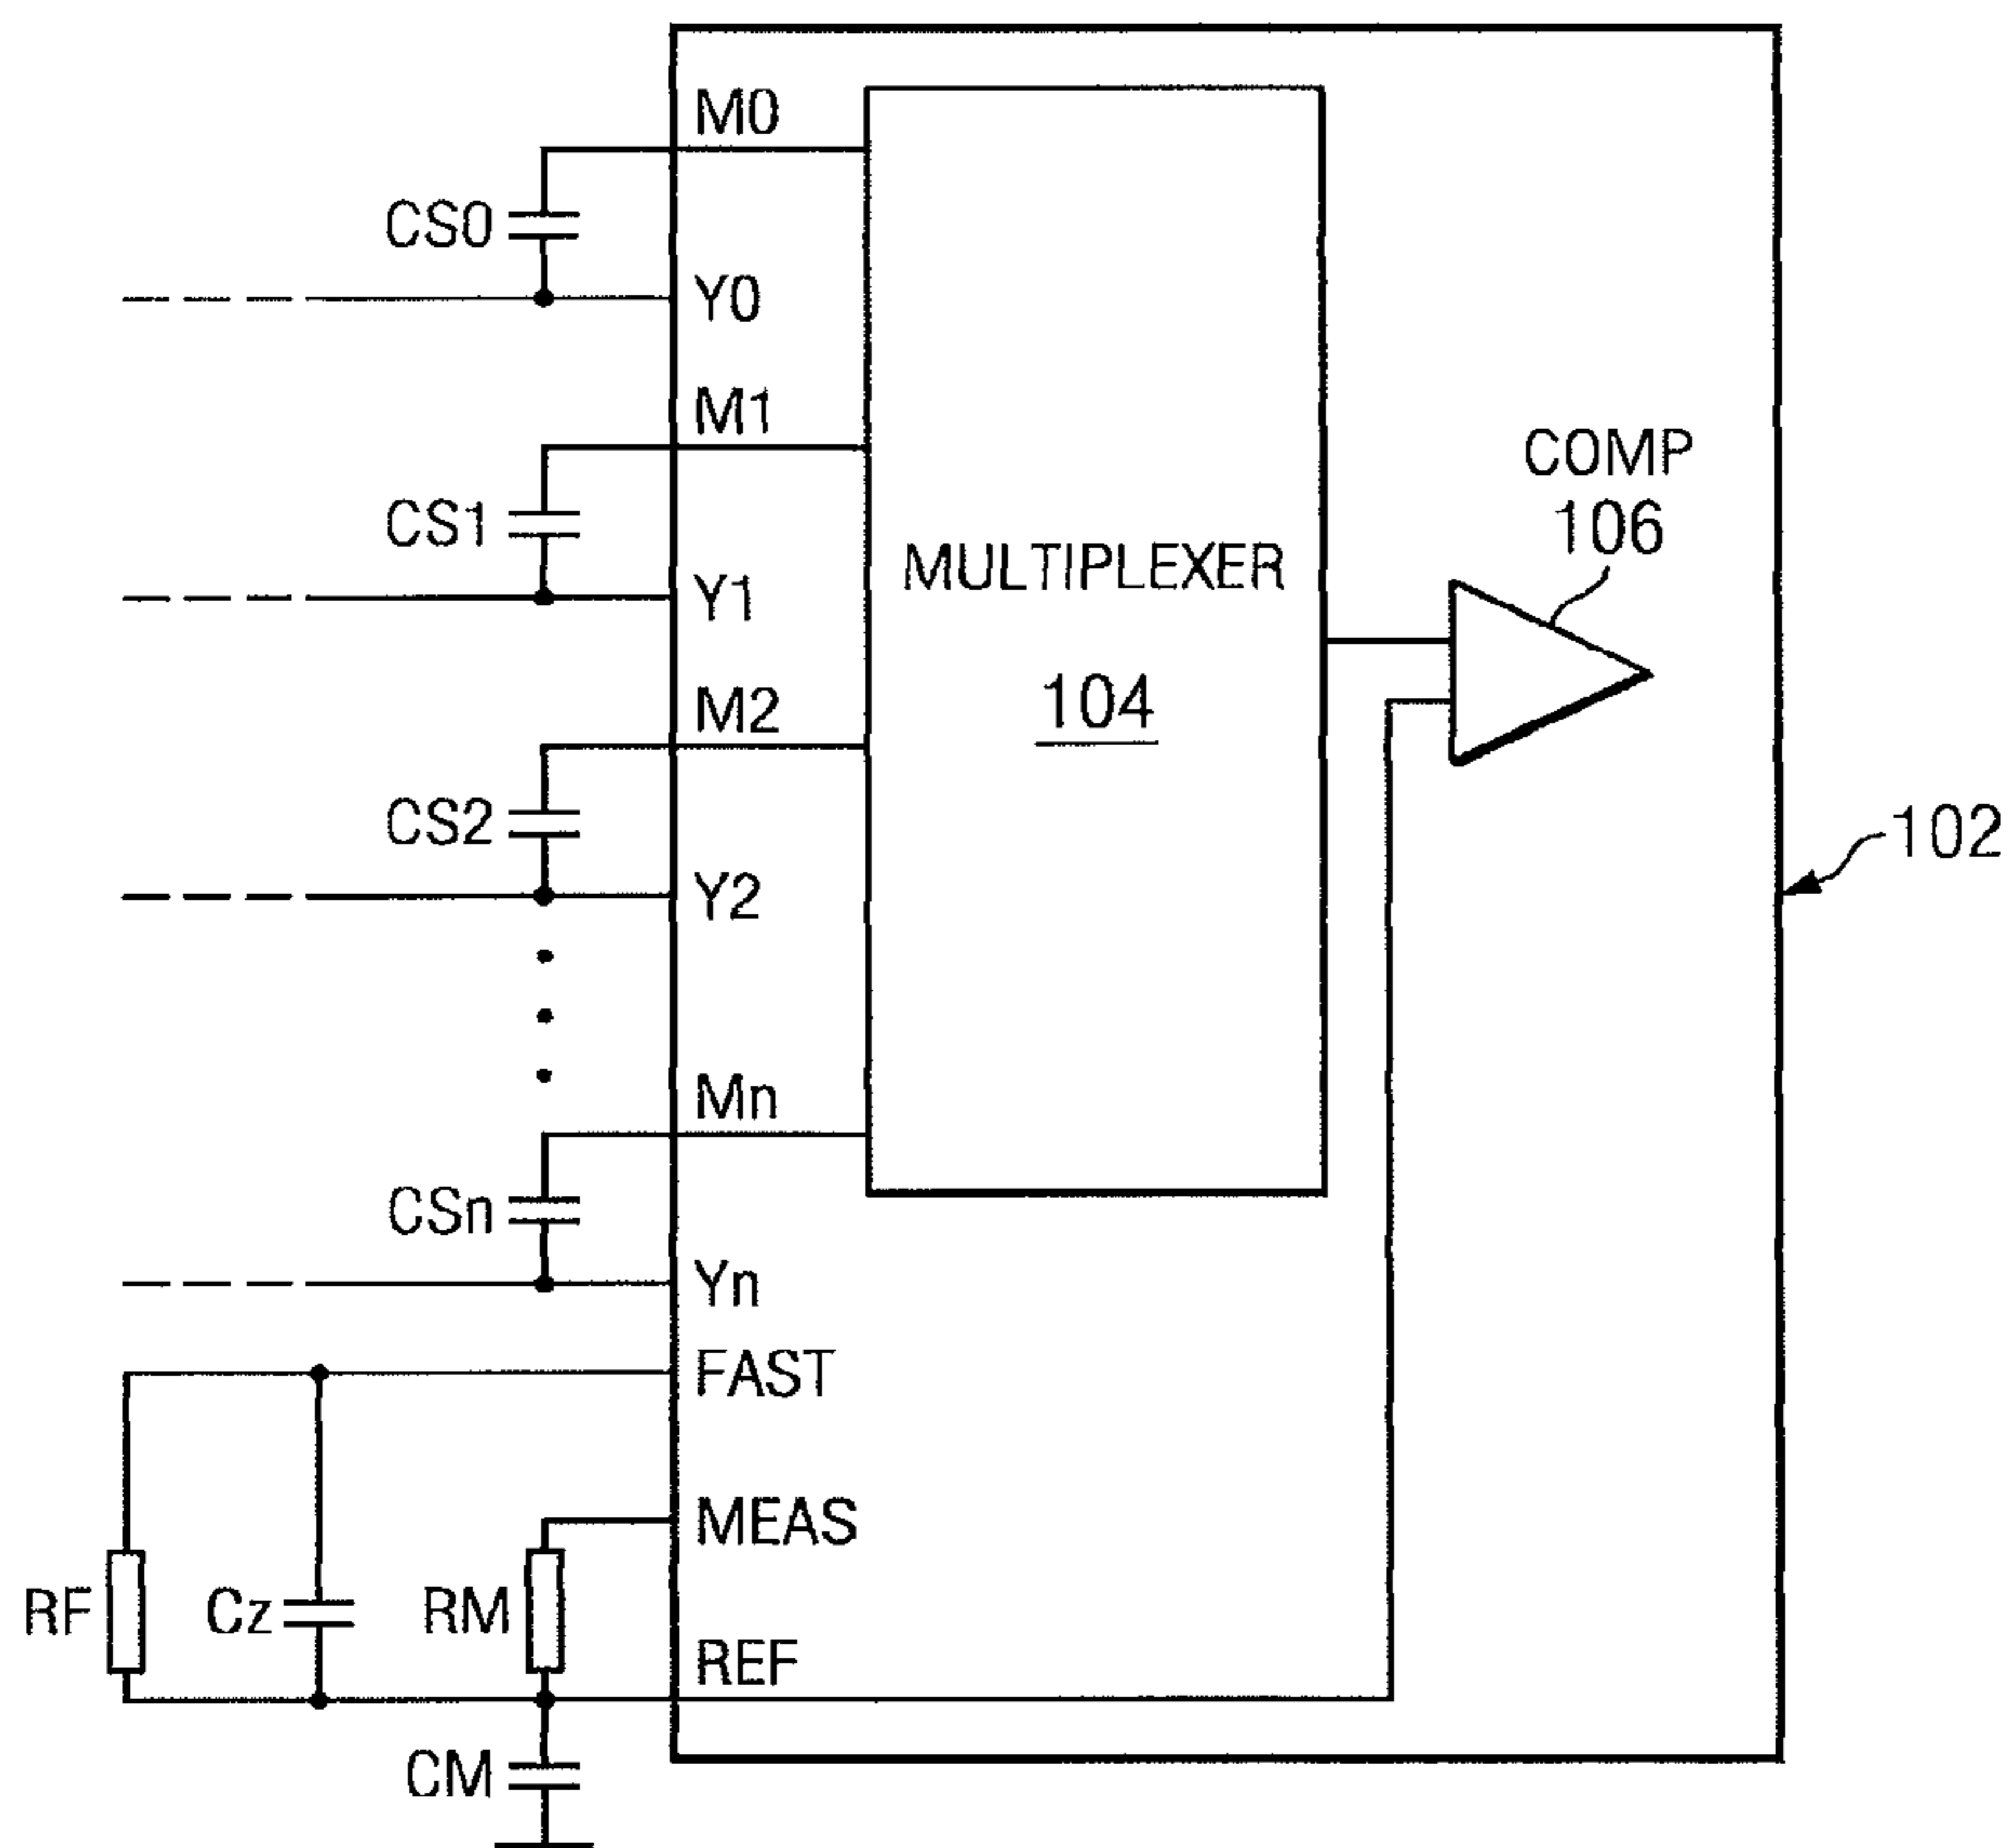 M0
CS0
Y0
M1
COMP
CS1
106
MULTIPLEXER
Y1
104
M2
CS2
102
Y2
Mn
CSn
Yn
FAST
MEAS
RF
Cz
RM
REF
CM